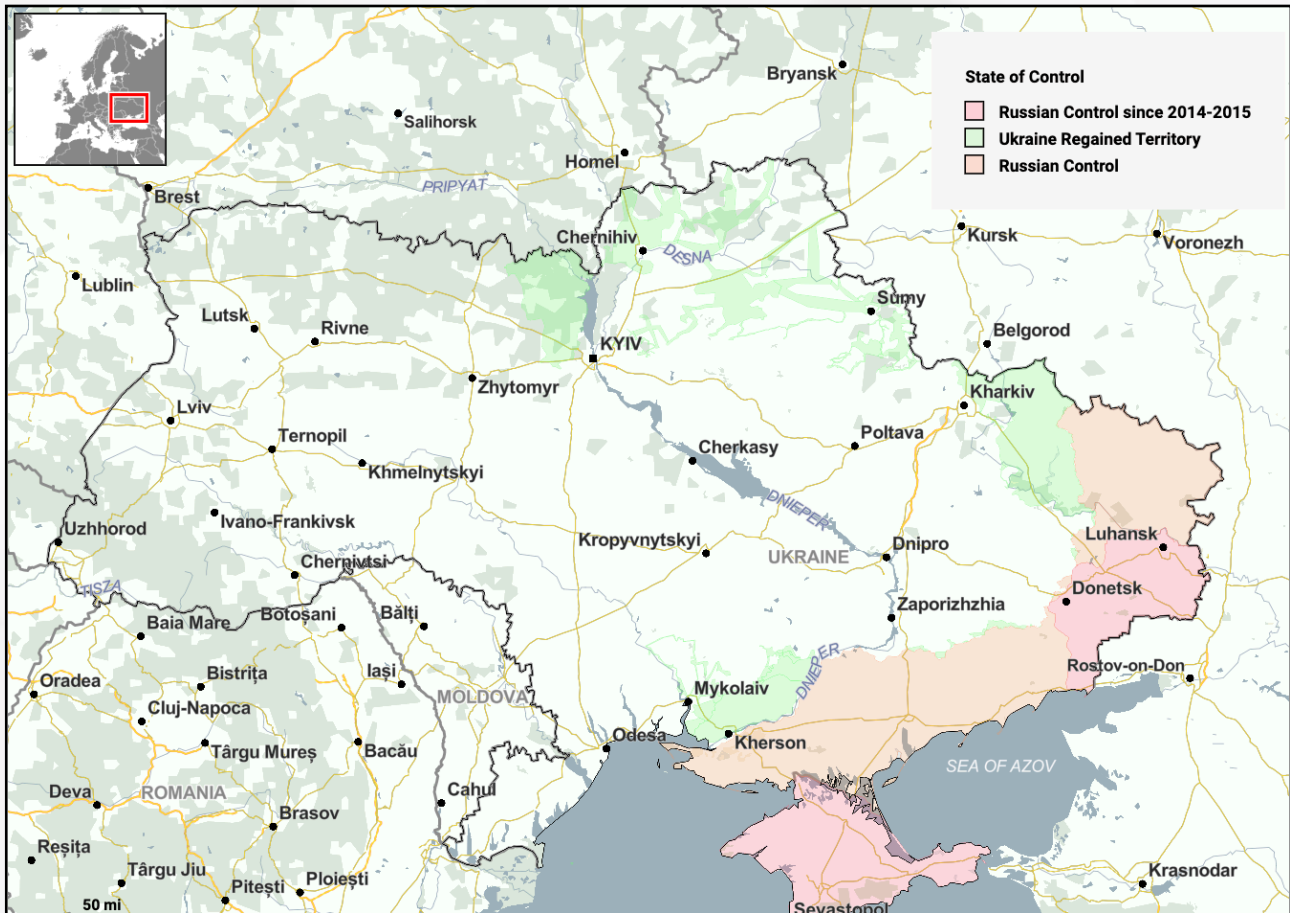 State of Control
Russian Control since 2014-2015
Ukraine Regained Territory
Russian Control
Bryansk
Salihorsk
Homel
PRIPYAT
Brest
Chernihiv
DESNA
Kursk
Voronezh
Lublin
Lutsk
Rivne
Sumy
KYIV
Belgorod
Zhytomyr
Kharkiv
Lviv
Ternopil
Khmelnytskyi
Cherkasy
Poltava
DNIEPER
Ivano-Frankivsk
Uzhhorod
Chernivtsi
Kropyvnytskyi
UKRAINE
Dnipro
Luhansk
TISZA
Donetsk
Botoșani
Bălți
Zaporizhzhia
Baia Mare
DNIEPER
Rostov-on-Don
Oradea
Bistrița
Iași
MOLDOVA
Mykolaiv
Cluj-Napoca
Târgu Mureș
Bacău
Odesa
Kherson
SEA OF AZOV
Deva
ROMANIA
Cahul
Brasov
Reșița
Târgu Jiu
Pitești
Ploiești
Krasnodar
50 mi
Sevastopol